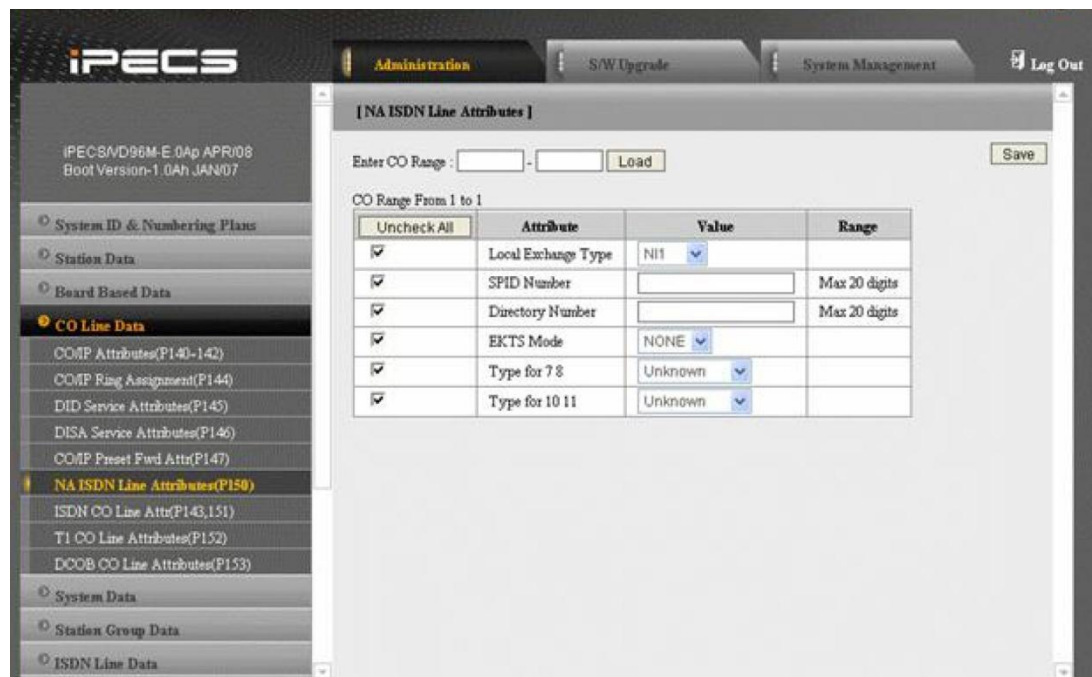 iPECS
Administration
S/W Upgrade
System Management
Log Out
iPECS/VD96M-E.0Ap APR/08
Boot Version-1.0Ah JAN/07
System ID & Numbering Plans
Station Data
Board Based Data
CO Line Data
CO/IP Attributes(P140-142)
CO/IP Ring Assignment(P144)
DID Service Attributes(P145)
DISA Service Attributes(P146)
CO/IP Preset Fwd Attr(P147)
NA ISDN Line Attributes(P150)
ISDN CO Line Attr(P143,151)
T1 CO Line Attributes(P152)
DCOB CO Line Attributes(P153)
System Data
Station Group Data
ISDN Line Data
[ NA ISDN Line Attributes ]
Enter CO Range : - Load
Save
CO Range From 1 to 1
Uncheck All Attribute Value Range
Local Exchange Type NI1
SPID Number Max 20 digits
Directory Number Max 20 digits
EKTS Mode NONE
Type for 7 8 Unknown
Type for 10 11 Unknown